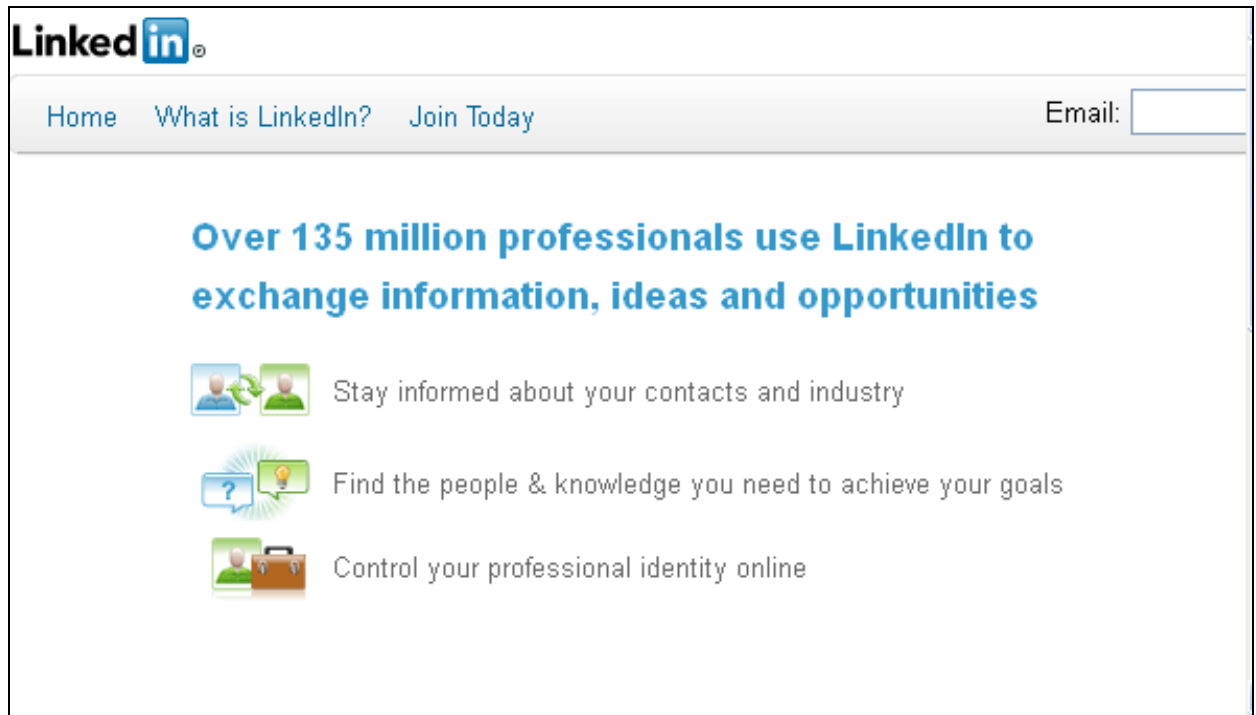 Linked in ®
Home What is LinkedIn? Join Today Email:
Over 135 million professionals use LinkedIn to
exchange information, ideas and opportunities
Stay informed about your contacts and industry
?
Find the people & knowledge you need to achieve your goals
Control your professional identity online